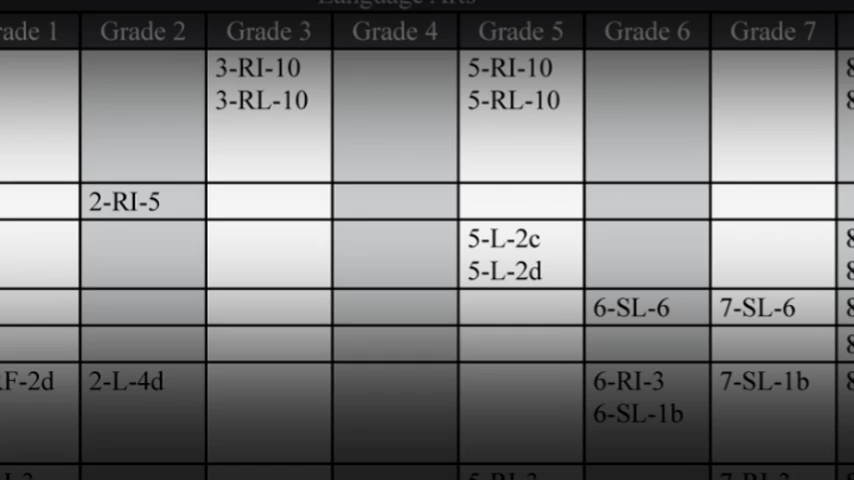 Language Arts
Grade 2 Grade 3 Grade 4 Grade 5 Grade 6 Grade 7
3-RI-10 5-RI-10
3-RL-10 5-RL-10
2-RI-5
5-L-2c
5-L-2d
6-SL-6 7-SL-6
2-L-4d 6-RI-3 7-SL-1b
6-SL-1b